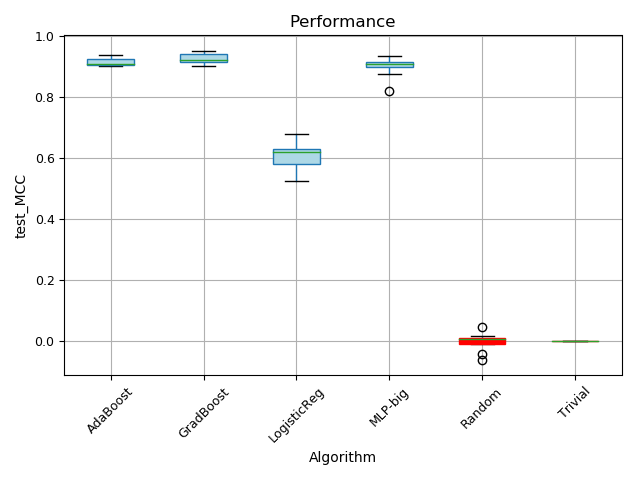 Performance
1.0
0.8
0.6
0.4
0.2
0.0
test_MCC
AdaBoost
GradBoost
LogisticReg
MLP-big
Random
Trivial
Algorithm